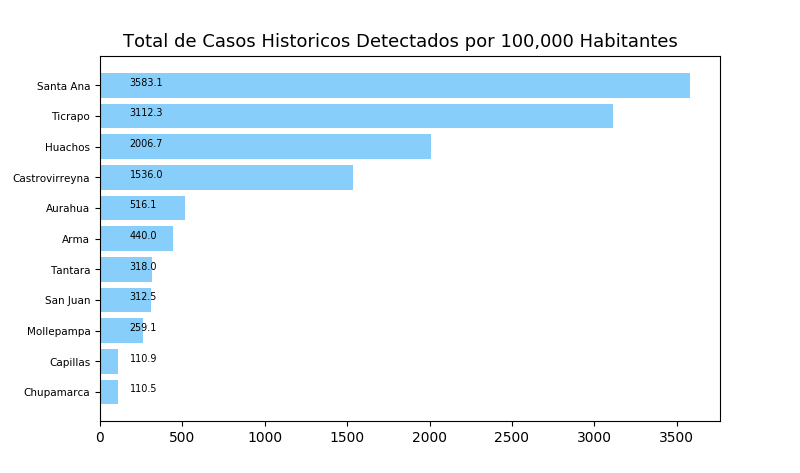 Total de Casos Historicos Detectados por 100,000 Habitantes
Santa Ana 3583.1
Ticrapo 3112.3
Huachos 2006.7
Castrovirreyna 1536.0
Aurahua 516.1
Arma 440.0
Tantara 318.0
San Juan 312.5
Mollepampa 259.1
Capillas 110.9
Chupamarca 110.5
0 500 1000 1500 2000 2500 3000 3500